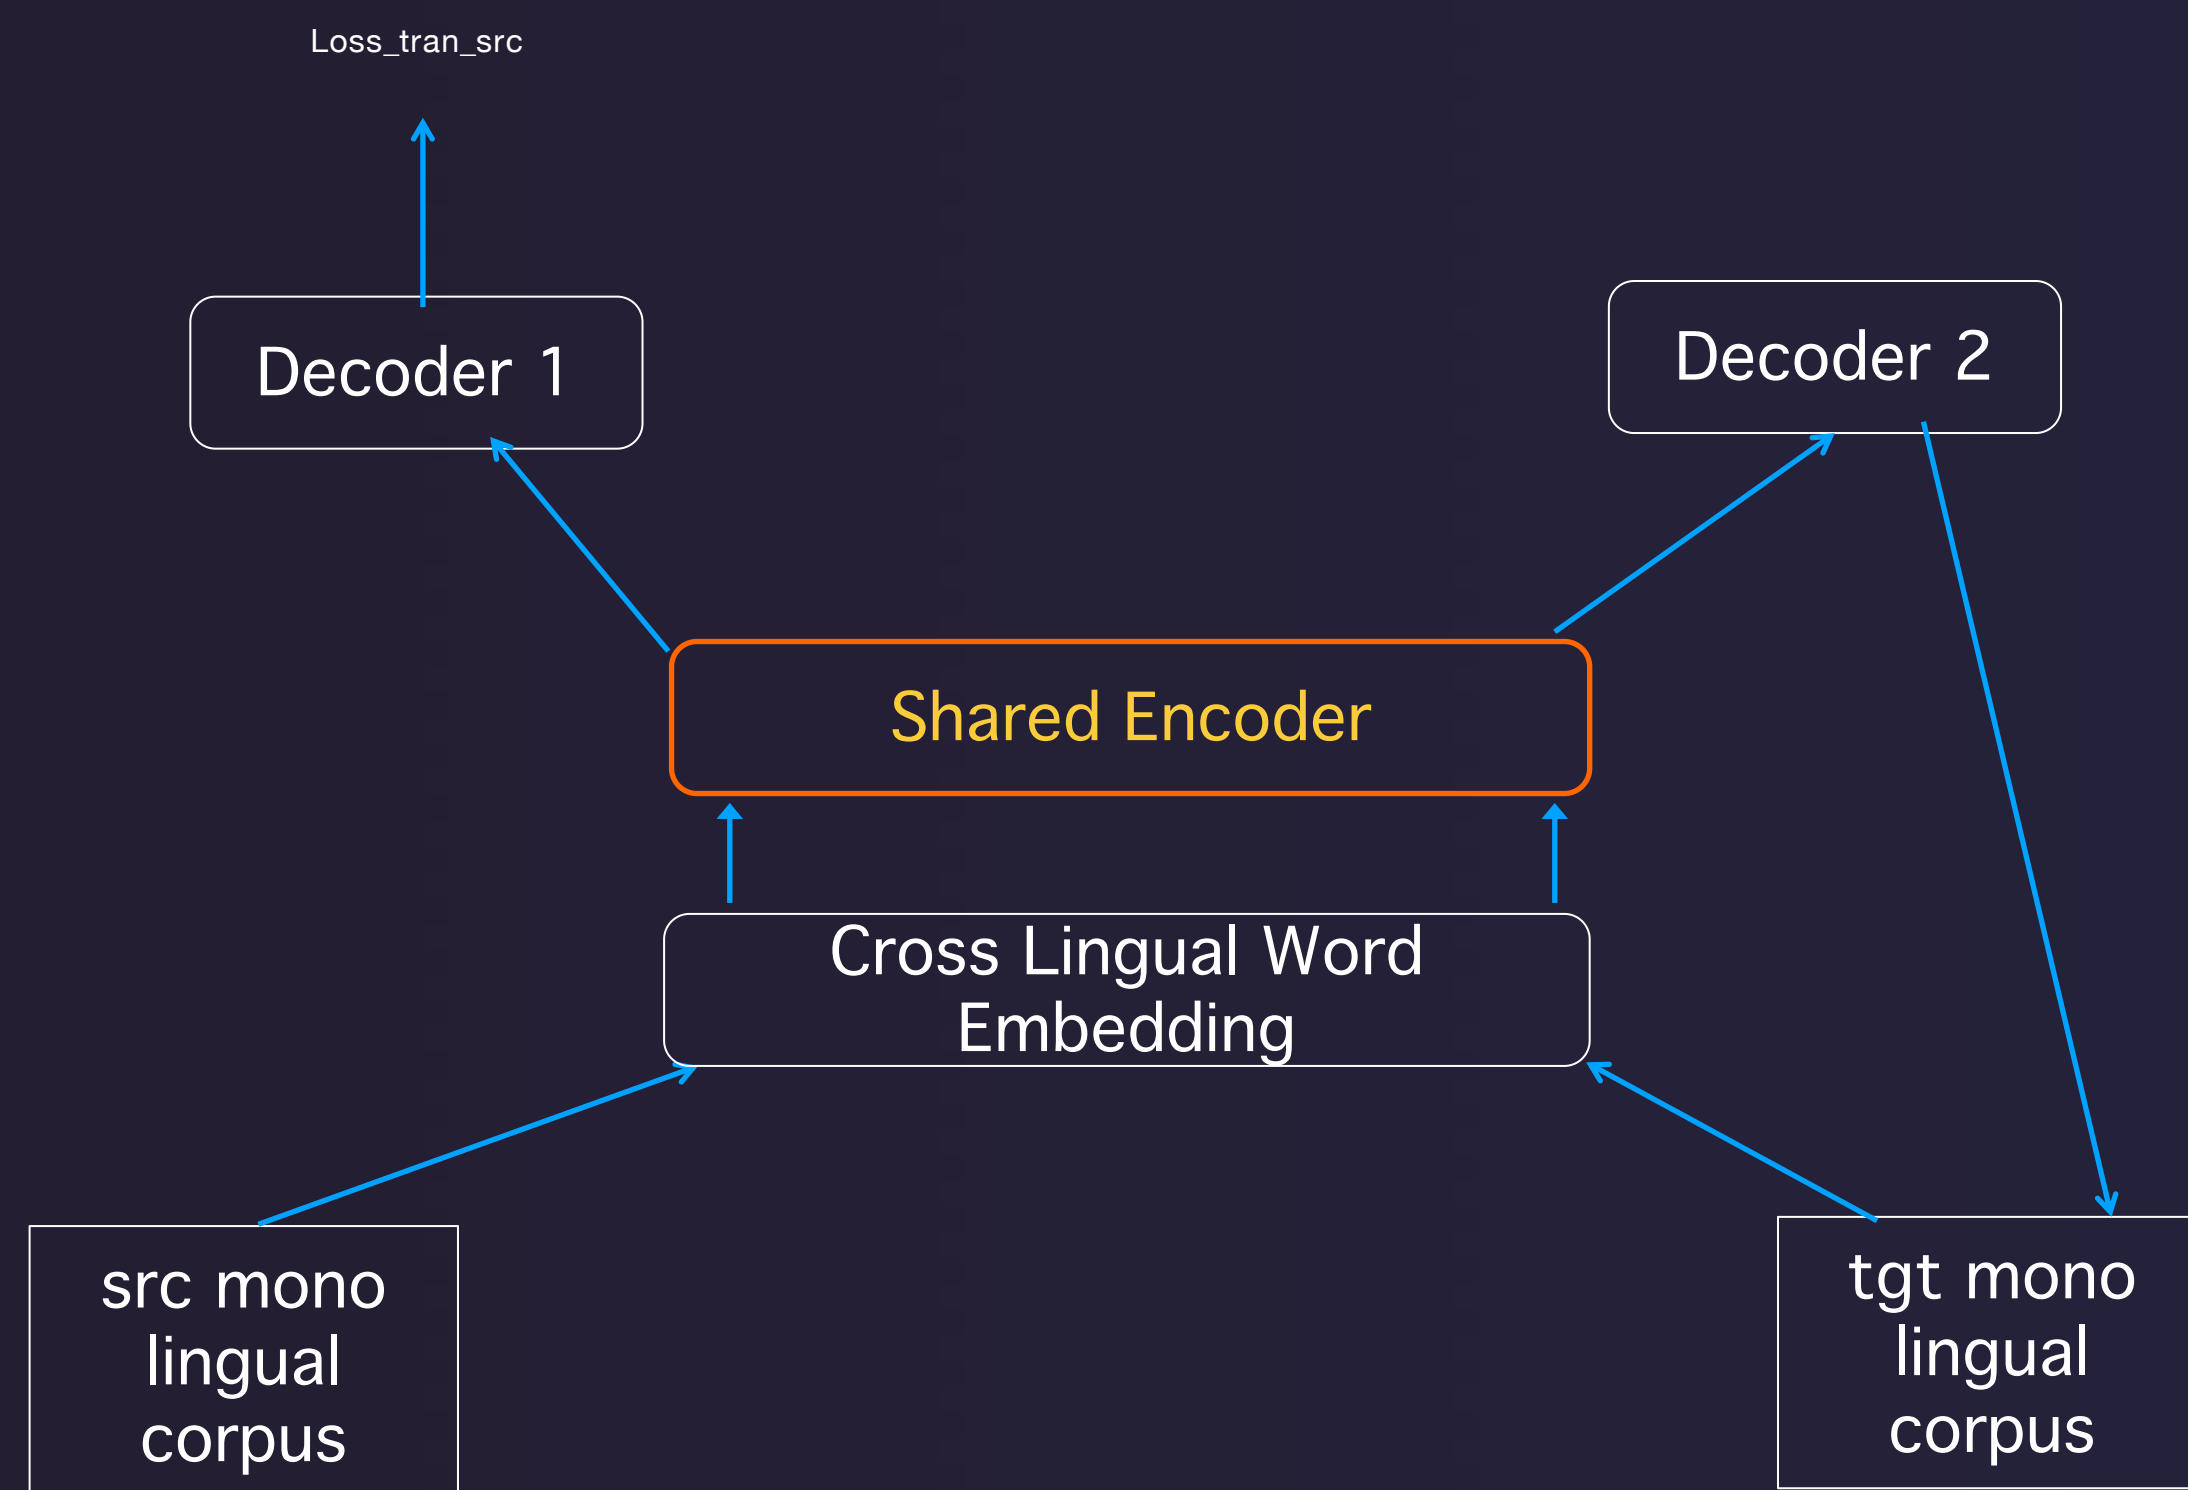 Loss_tran_src
Decoder 1
Decoder 2
Shared Encoder
Cross Lingual Word
Embedding
src mono
lingual
corpus
tgt mono
lingual
corpus